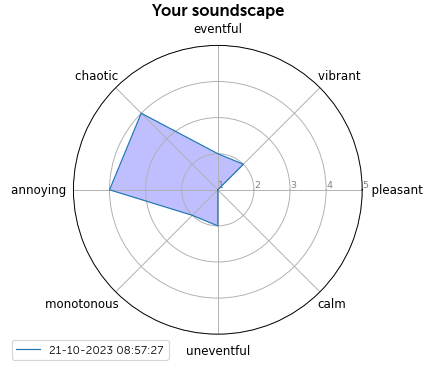 Your soundscape
eventful
chaotic
vibrant
annoying
1
2
3
4
5
pleasant
monotonous
calm
21-10-2023 08:57:27
uneventful